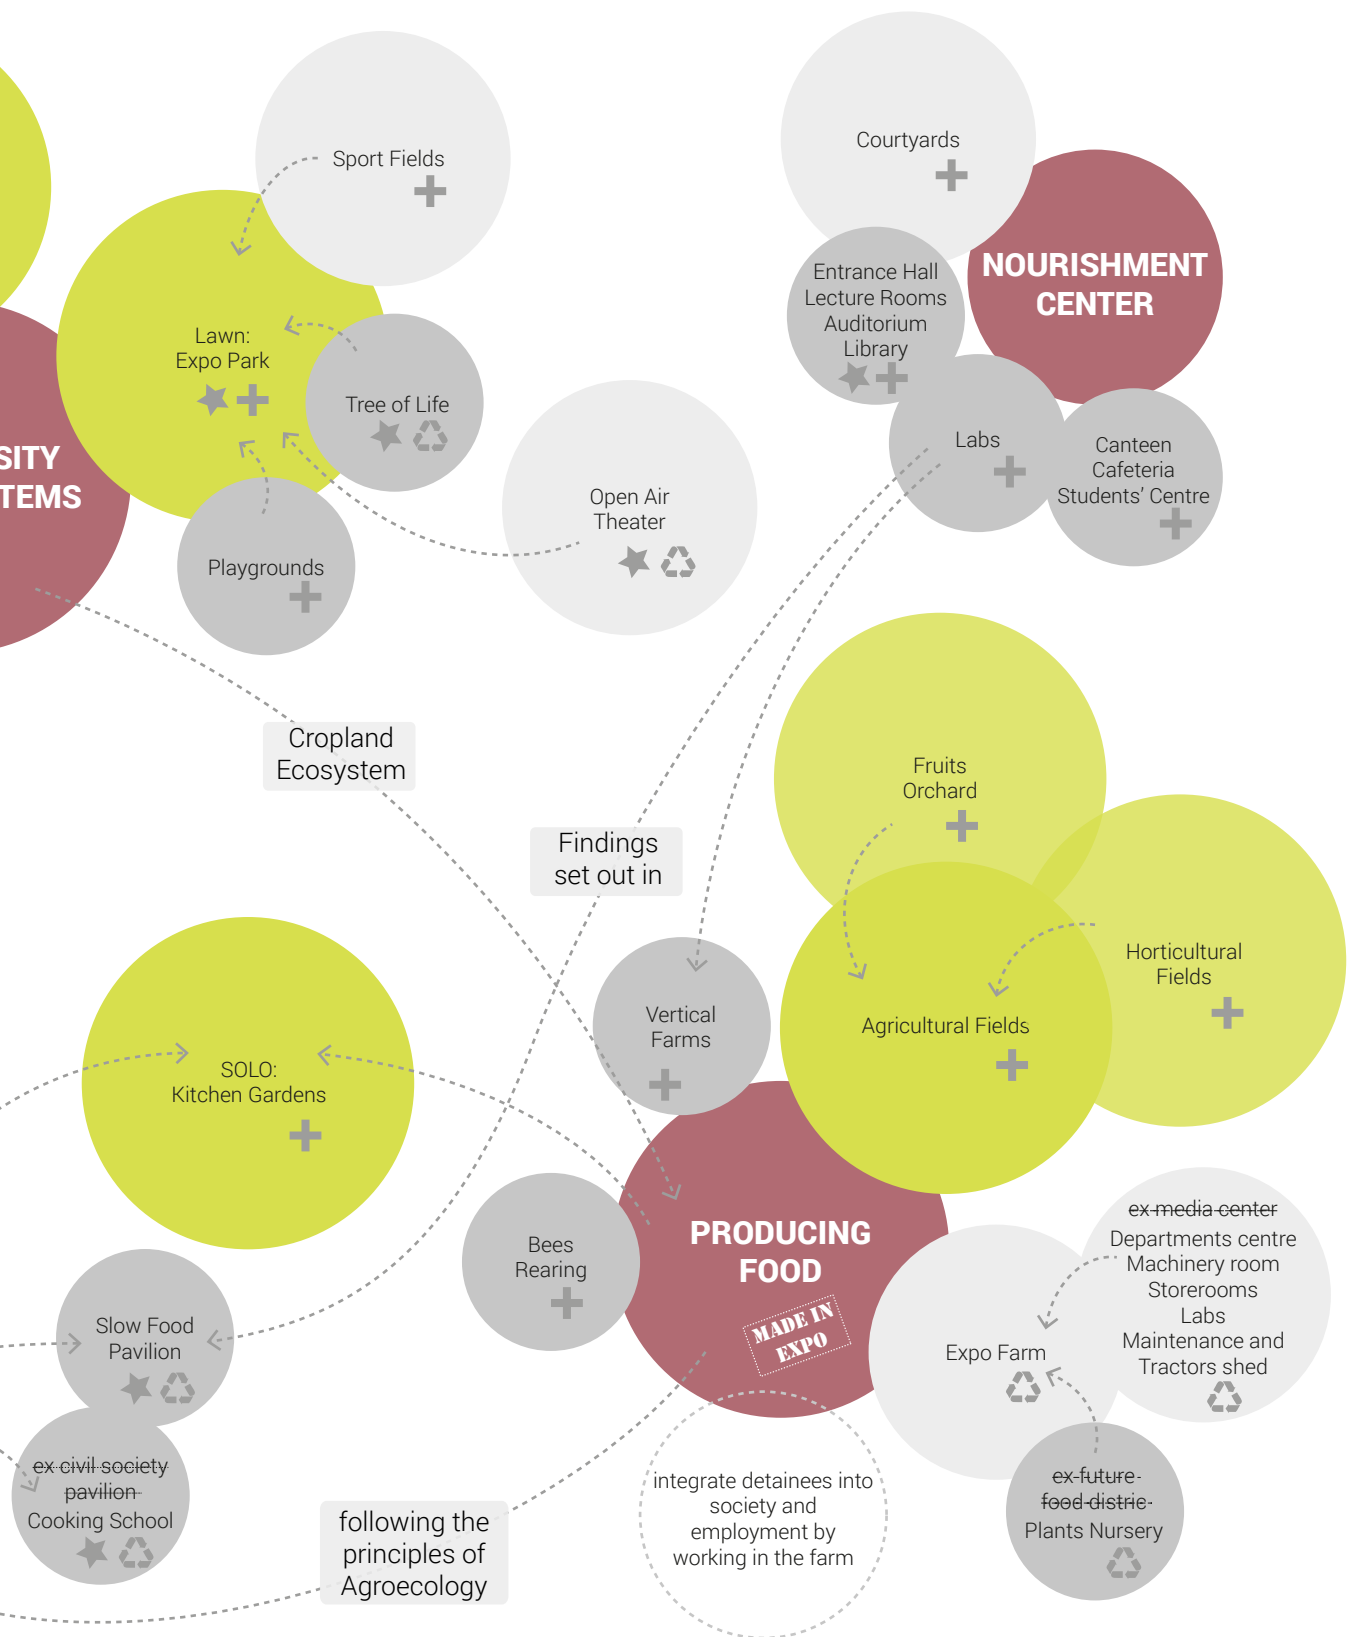 Sport Fields
Courtyards
NOURISHMENT
CENTER
Entrance Hall
Lecture Rooms
Auditorium
Library
Lawn:
Expo Park
Tree of Life
Labs
Canteen
Cafeteria
Students’ Centre
SITY
TEMS
Open Air
Theater
Playgrounds
Cropland
Ecosystem
Fruits
Orchard
Findings
set out in
Horticultural
Fields
Vertical
Farms
Agricultural Fields
SOLO:
Kitchen Gardens
PRODUCING
FOOD
MADE IN
EXPO
Bees
Rearing
ex media center
Departments centre
Machinery room
Storerooms
Labs
Maintenance and
Tractors shed
Expo Farm
Slow Food
Pavilion
ex civil society
pavilion
Cooking School
following the
principles of
Agroecology
integrate detainees into
society and
employment by
working in the farm
ex future
food distric
Plants Nursery